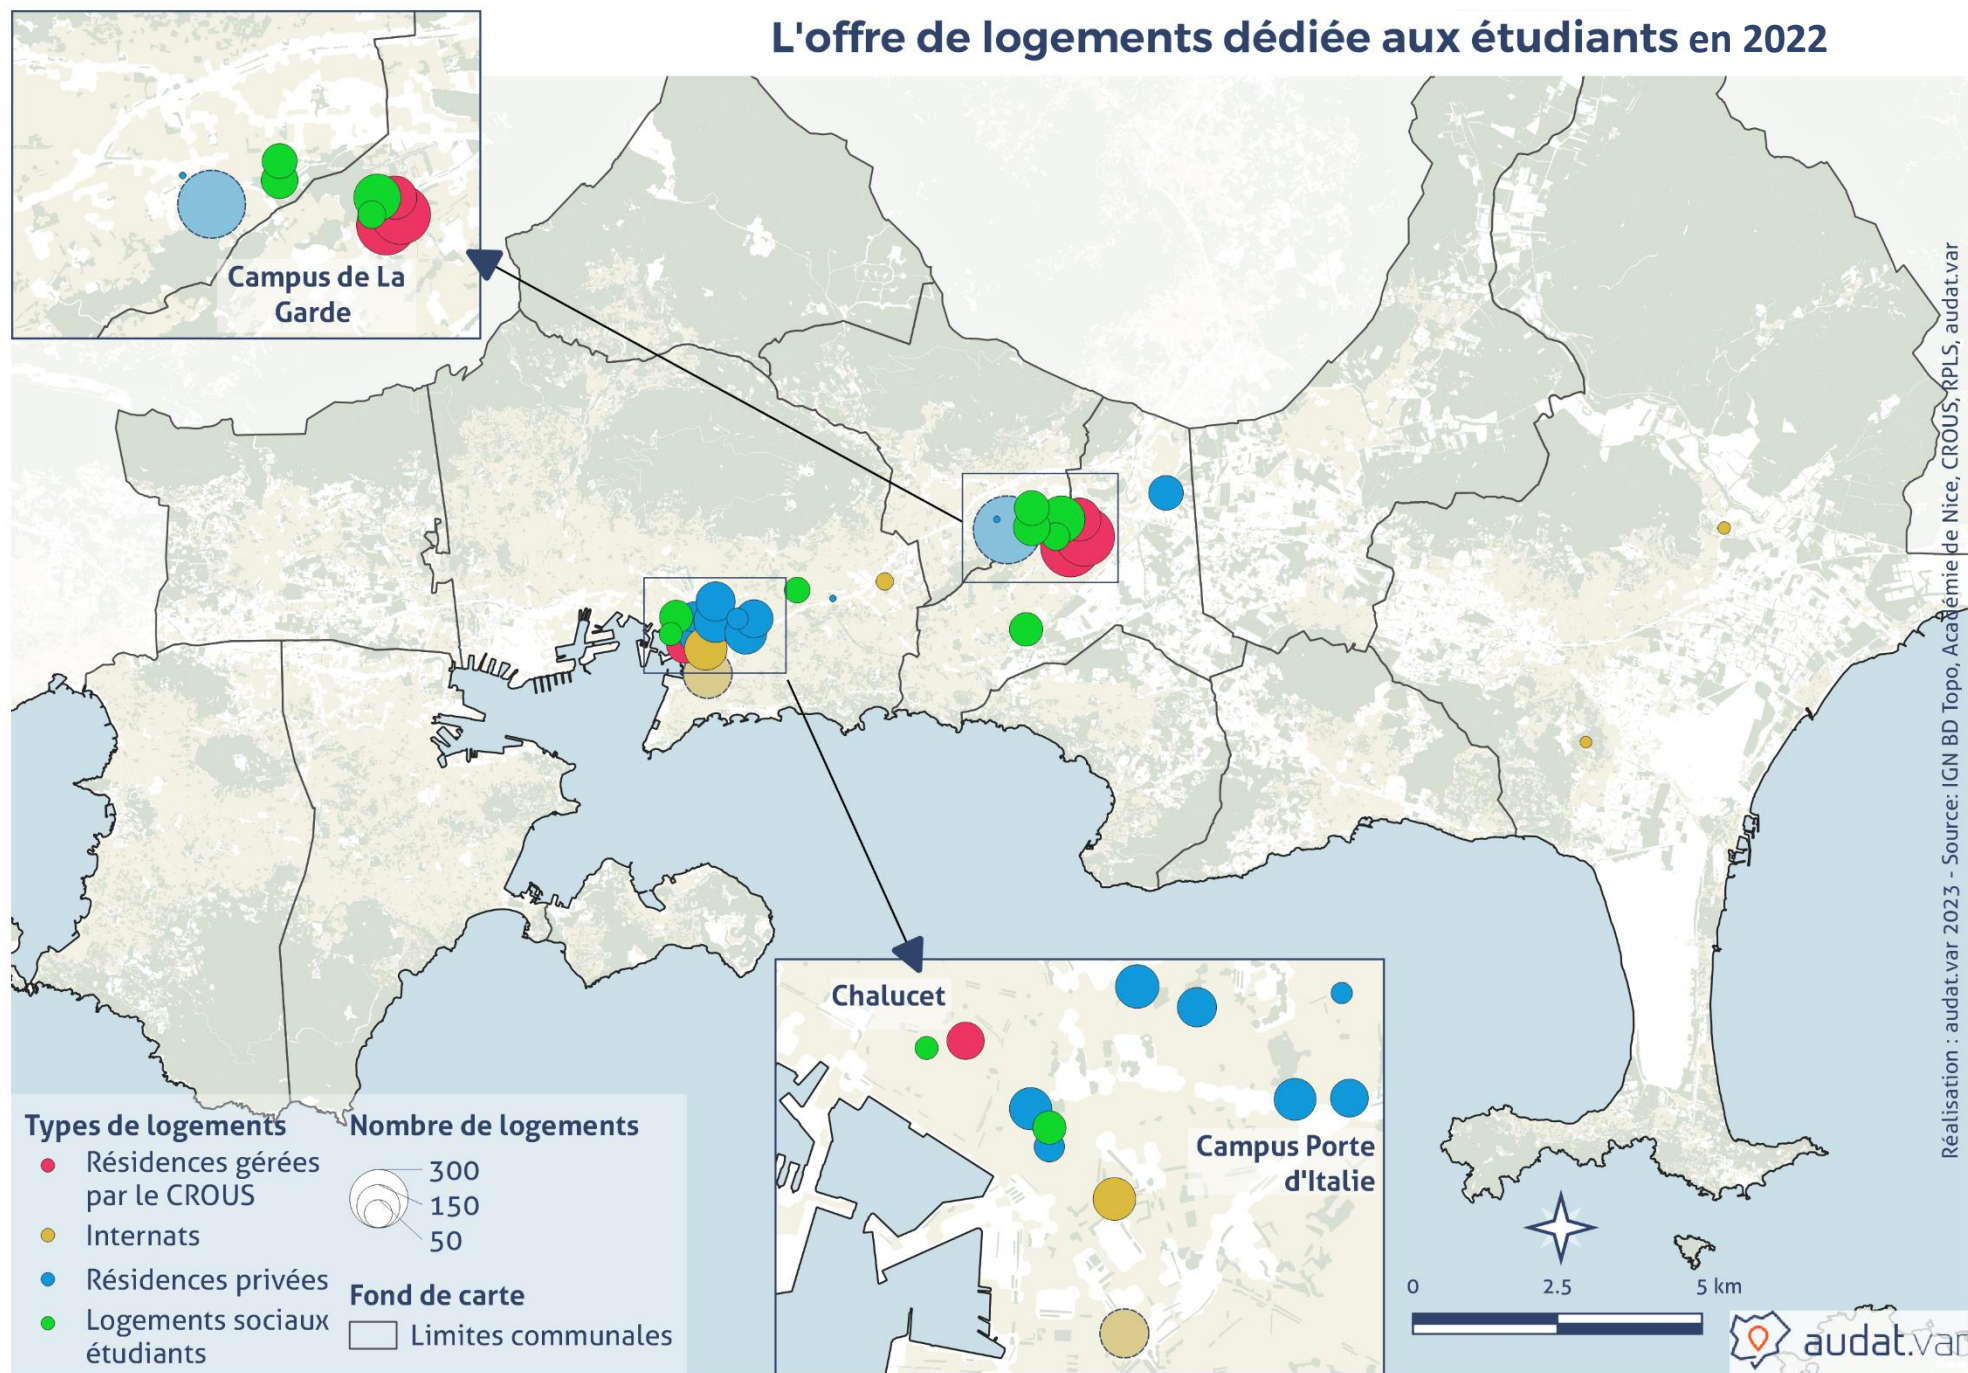 L'offre de logements dédiée aux étudiants en 2022
Campus de La
Garde
Chalucet
Campus Porte
d'Italie
Types de logements
Résidences gérées
par le CROUS
Internats
Résidences privées
Logements sociaux
étudiants
Nombre de logements
300
150
50
Fond de carte
Limites communales
0 2.5 5 km
audat.var
Réalisation : audat.var 2023 - Source: IGN BD Topo, Académie de Nice, CROUS, RPLS, audat.var